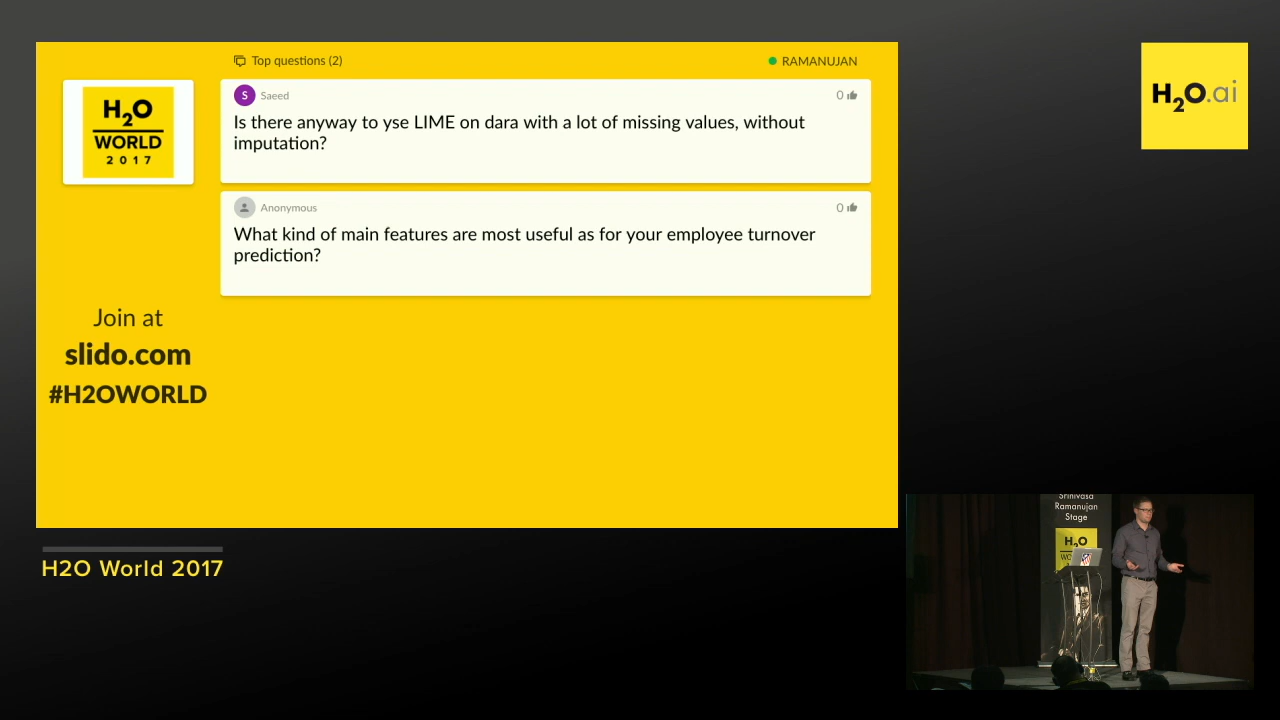 Top questions (2)
RAMANUJAN
S
Saeed
0
Is there anyway to yse LIME on dara with a lot of missing values, without
imputation?
Anonymous
0
What kind of main features are most useful as for your employee turnover
prediction?
H2O
WORLD
2017
Join at
slido.com
#H2OWORLD
H2O.ai
H2O World 2017
Srinivasa
Ramanujan
Stage
H2O